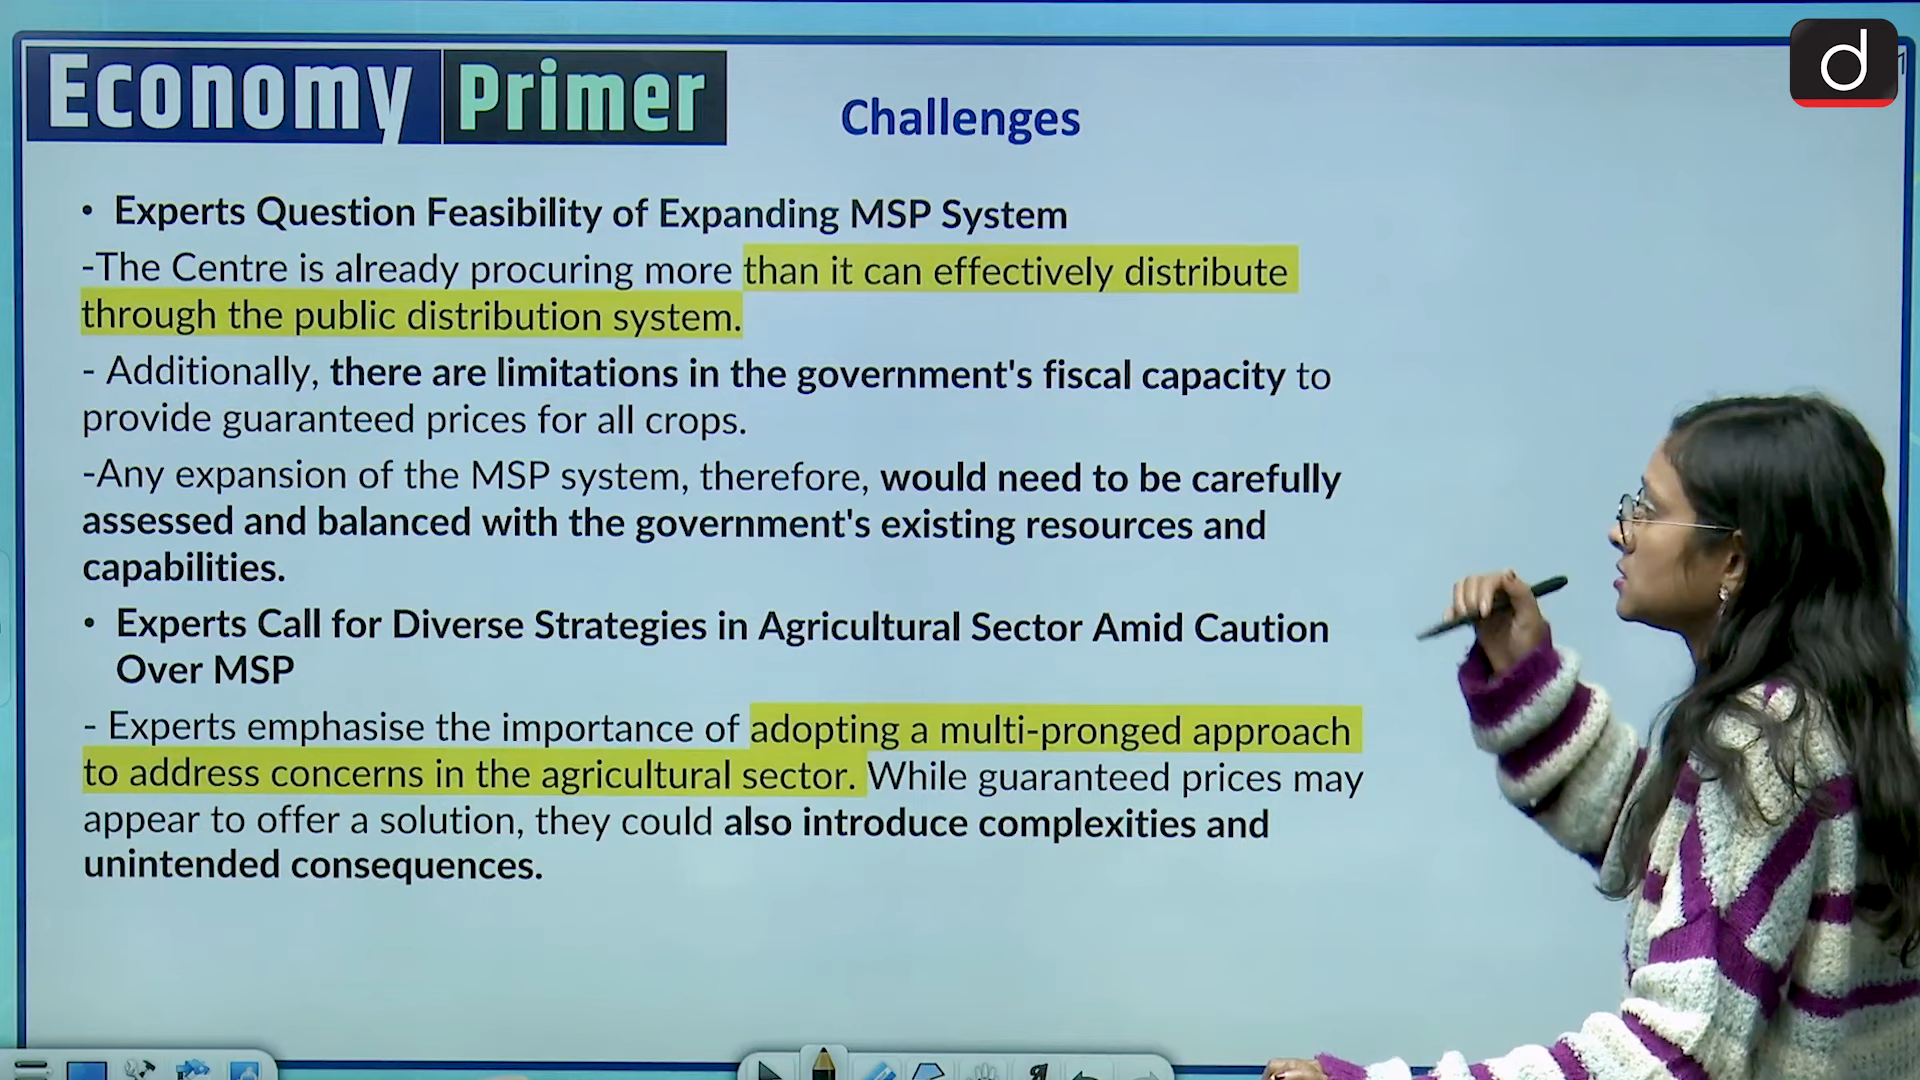 Economy Primer
Challenges
d
1
• Experts Question Feasibility of Expanding MSP System
-The Centre is already procuring more than it can effectively distribute
through the public distribution system.
- Additionally, there are limitations in the government's fiscal capacity to
provide guaranteed prices for all crops.
-Any expansion of the MSP system, therefore, would need to be carefully
assessed and balanced with the government's existing resources and
capabilities.
• Experts Call for Diverse Strategies in Agricultural Sector Amid Caution
Over MSP
- Experts emphasise the importance of adopting a multi-pronged approach
to address concerns in the agricultural sector. While guaranteed prices may
appear to offer a solution, they could also introduce complexities and
unintended consequences.